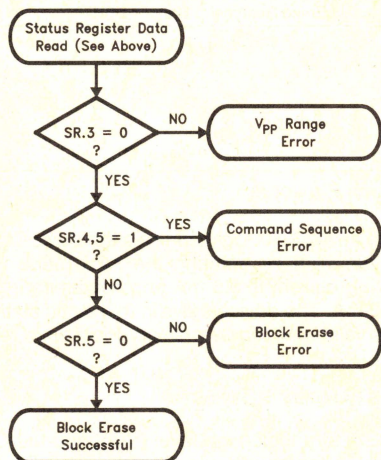 Status Register Data
Read (See Above)
SR.3 = 0
?
NO
VPP Range
Error
YES
SR.4,5 = 1
?
YES
Command Sequence
Error
NO
SR.5 = 0
?
NO
Block Erase
Error
YES
Block Erase
Successful